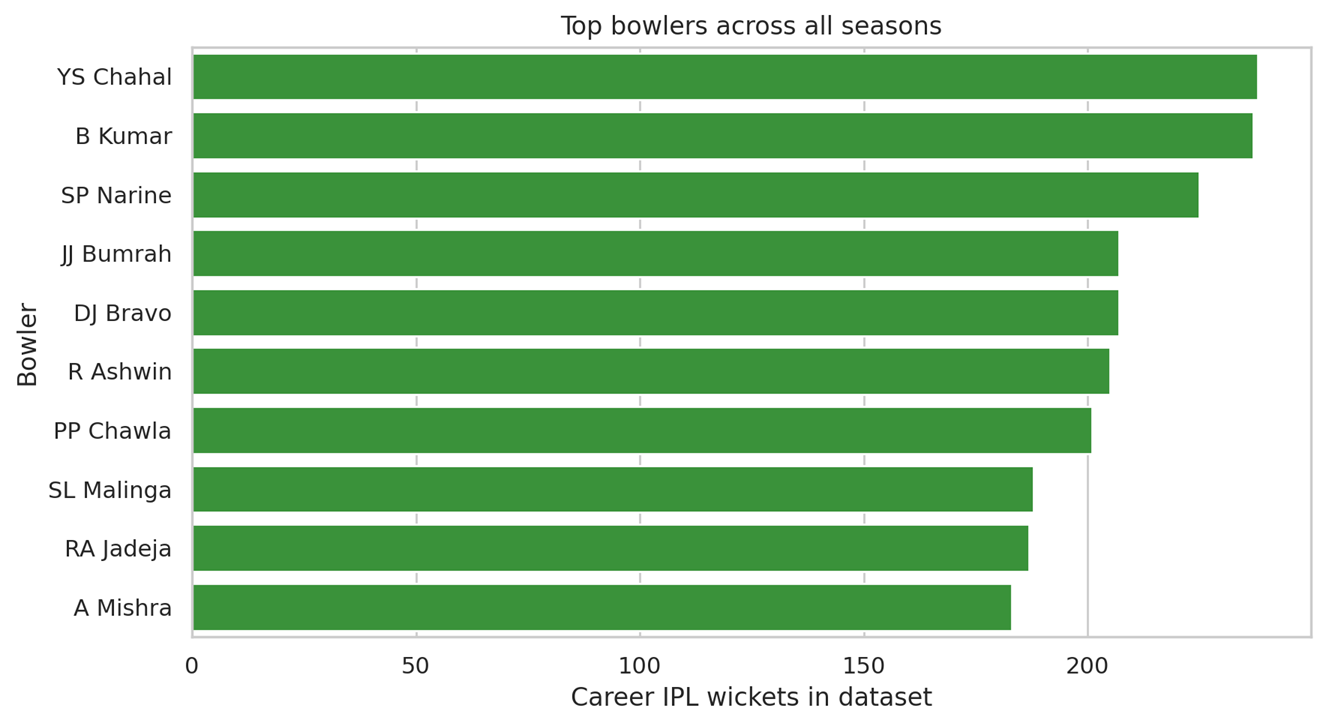 Top bowlers across all seasons
YS Chahal
B Kumar
SP Narine
JJ Bumrah
DJ Bravo
R Ashwin
PP Chawla
SL Malinga
RA Jadeja
A Mishra
Bowler
0 50 100 150 200
Career IPL wickets in dataset